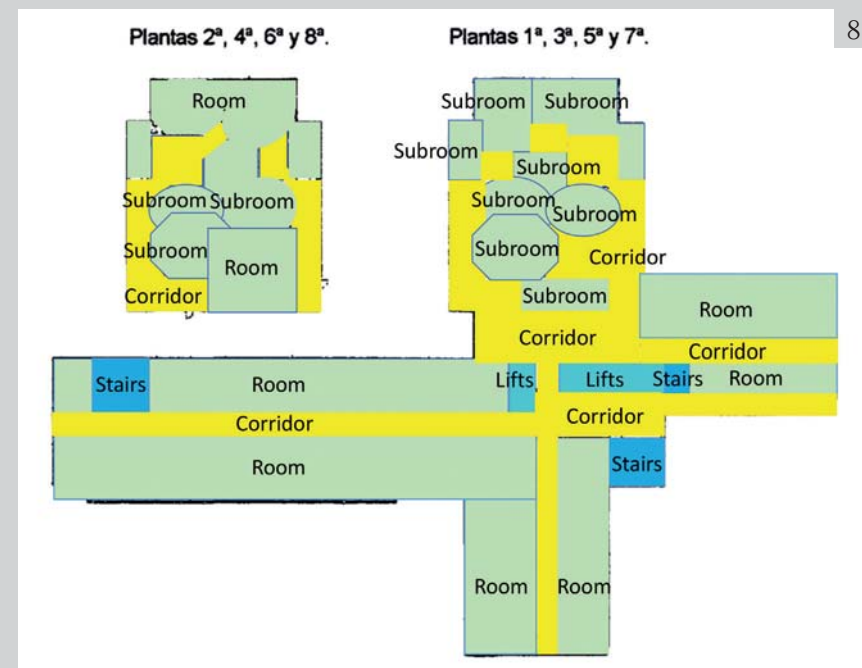 8
Plantas 2ª, 4ª, 6ª y 8ª.
Room
Subroom Subroom
Subroom
Room
Corridor
Plantas 1ª, 3ª, 5ª y 7ª.
Subroom Subroom
Subroom
Subroom
Subroom
Subroom
Subroom
Corridor
Subroom
Room
Corridor
Corridor
Stairs Room Lifts Lifts Stairs Room
Corridor Corridor
Room Stairs
Room Room